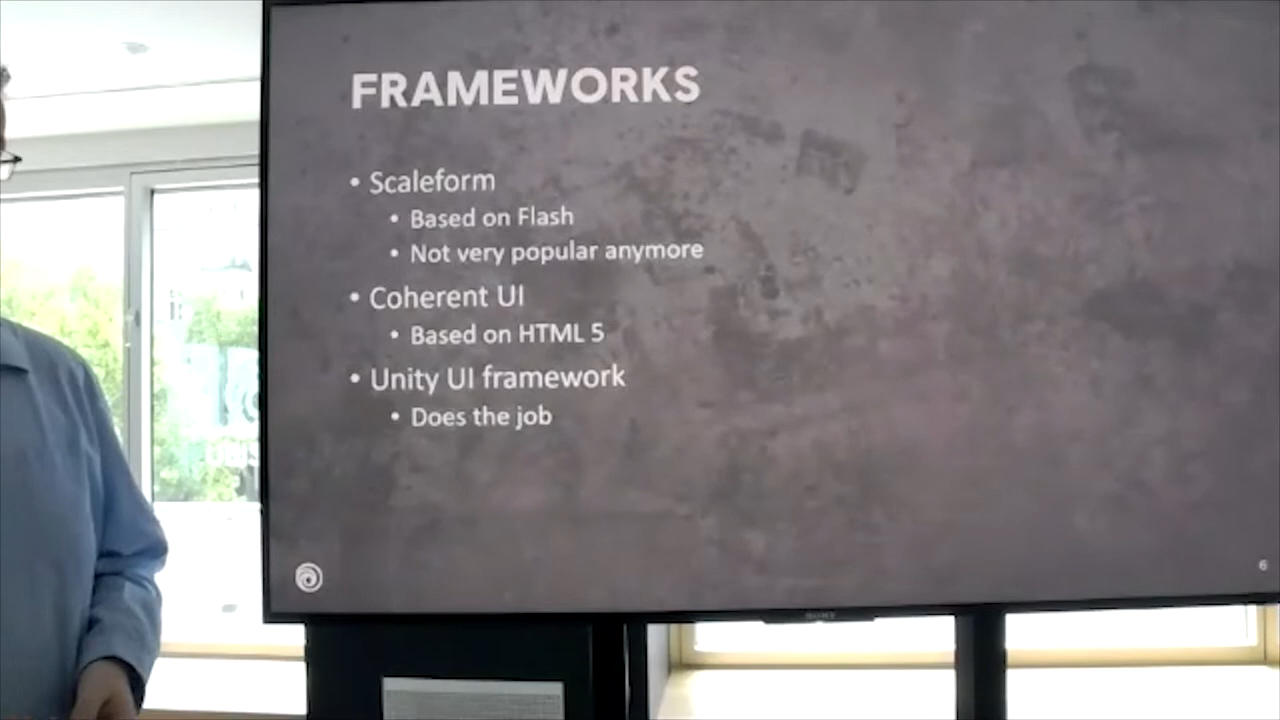 FRAMEWORKS
• Scaleform
• Based on Flash
• Not very popular anymore
• Coherent UI
• Based on HTML 5
• Unity UI framework
• Does the job
6
SONY